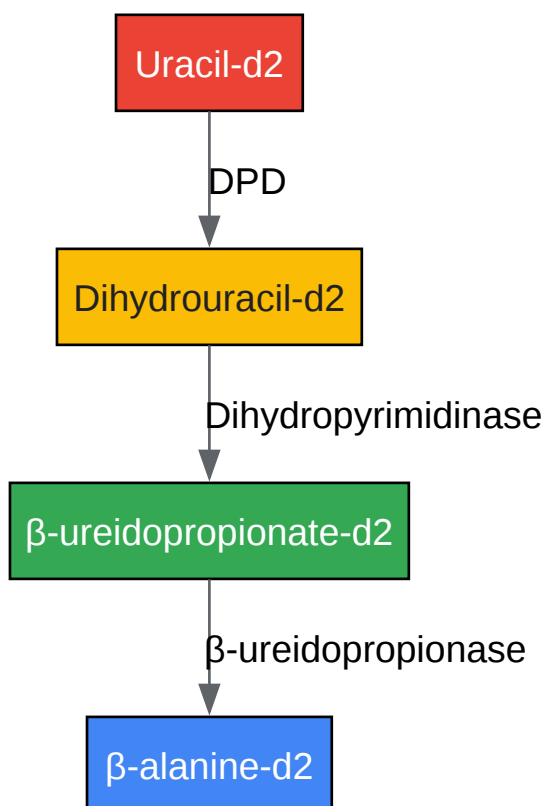 Uracil-d2
DPD
Dihydrouracil-d2
Dihydropyrimidinase
β-ureidopropionate-d2
β-ureidopropionase
β-alanine-d2